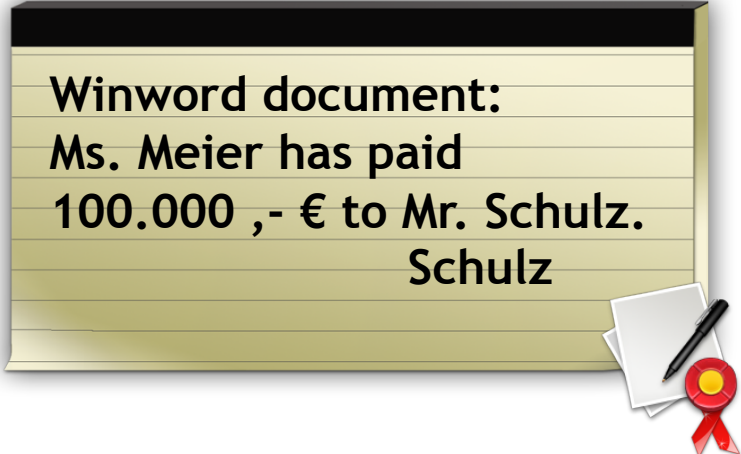 Winword document:
Ms. Meier has paid
100.000 ,- € to Mr. Schulz.
Schulz